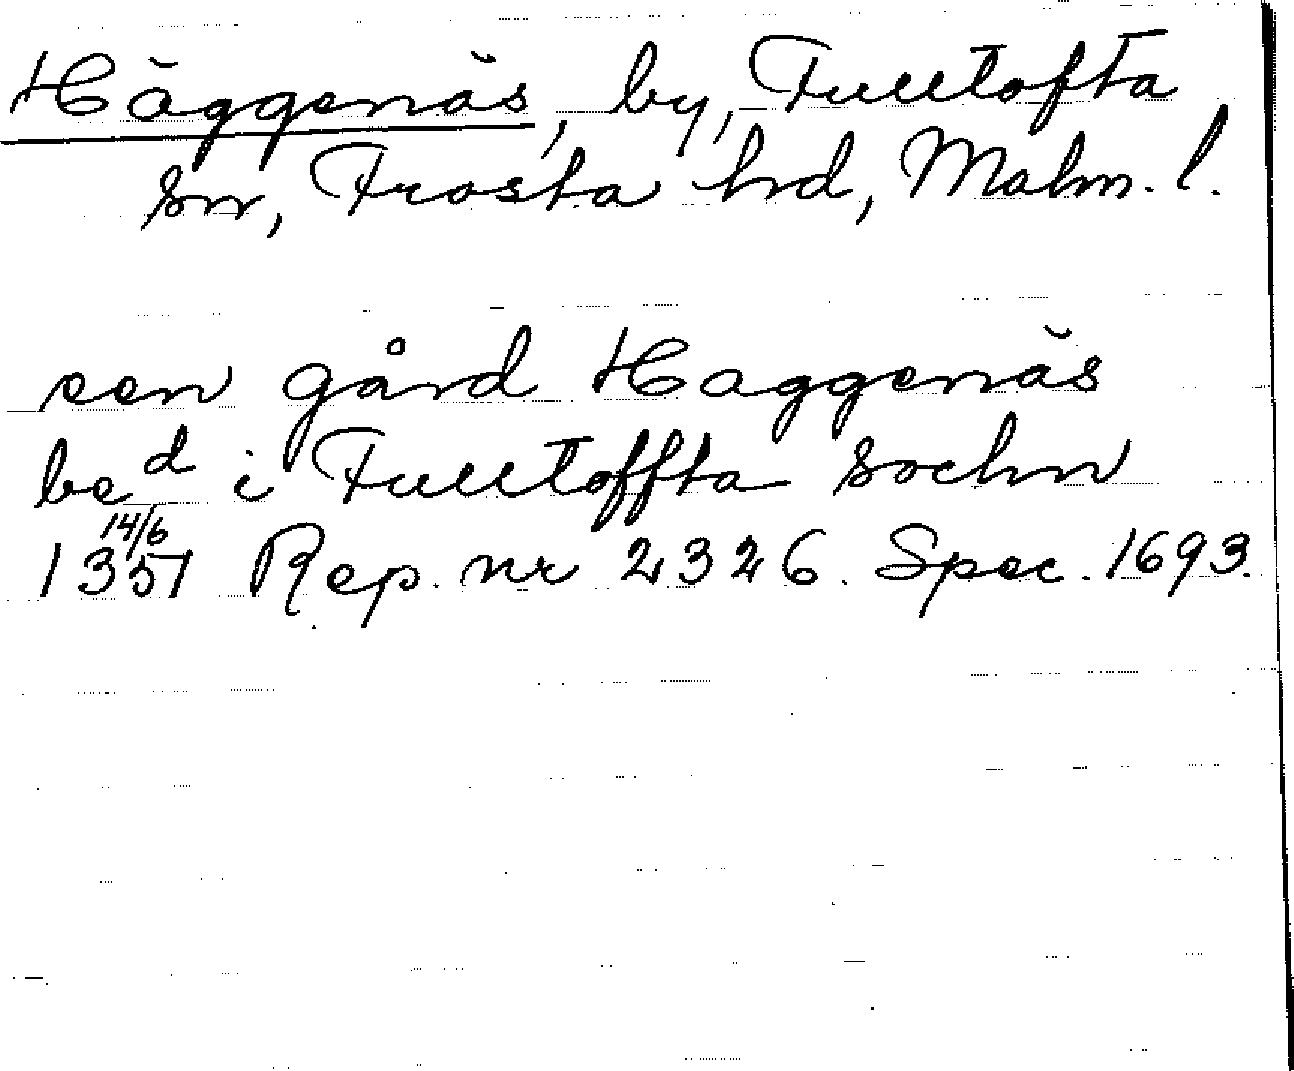 Häggenäs, by, Fulltofta
sn, Frosta hd, Malm. l.
een gård Haggenäs
be d i Fulltoffta sochn
14/6
1351 Rep. nr 2326. Spec. 1693.